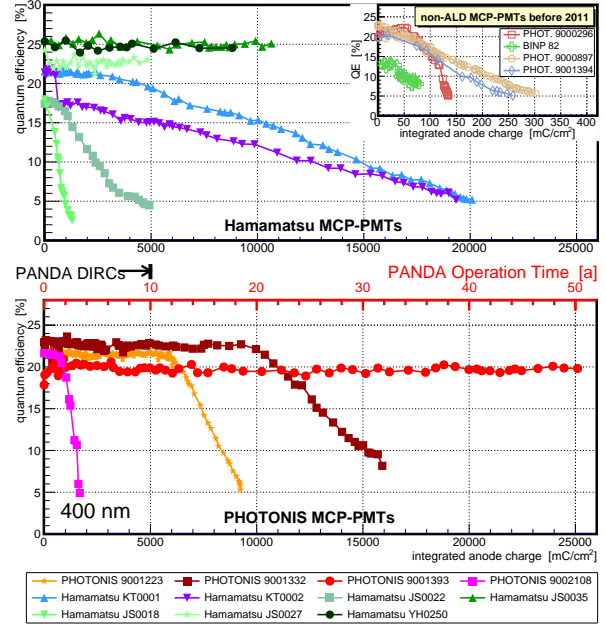 quantum efficiency [%]
30
25
20
15
10
5
0
0
5000
10000
15000
20000
25000
Hamamatsu MCP-PMTs
non-ALD MCP-PMTs before 2011
QE [%]
25
20
15
10
5
0
0 50 100 150 200 250 300 350
integrated anode charge [mC/cm²]
PHOT. 9000296
BINP 82
PHOT. 9000897
PHOT. 9001394
PANDA DIRCs
PANDA Operation Time [a]
0 10 20 30 40 50
quantum efficiency [%]
25
20
15
10
5
0
0 5000 10000 15000 20000 25000
400 nm
PHOTONIS MCP-PMTs
integrated anode charge [mC/cm²]
PHOTONIS 9001223 PHOTONIS 9001332 PHOTONIS 9001393 PHOTONIS 9002108
Hamamatsu KT0001 Hamamatsu KT0002 Hamamatsu JS0022 Hamamatsu JS0035
Hamamatsu JS0018 Hamamatsu JS0027 Hamamatsu YH0250